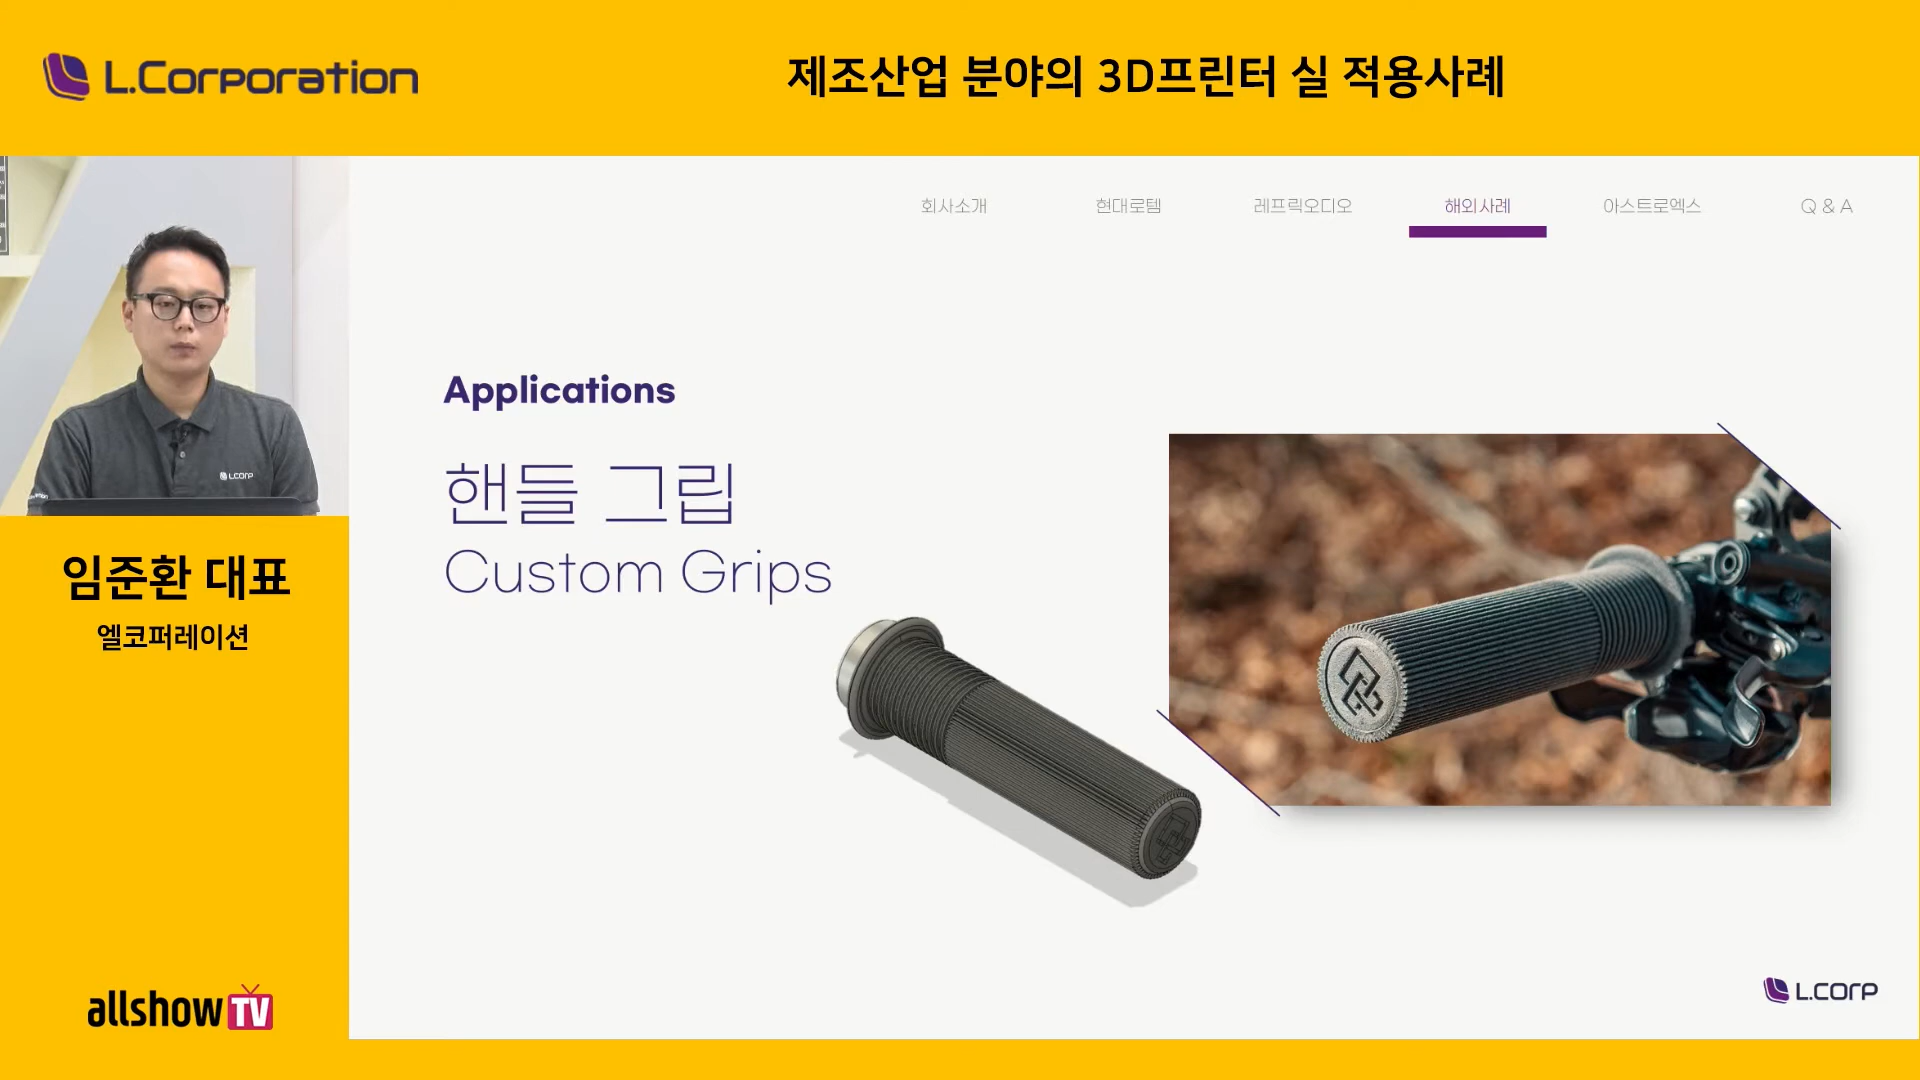 L.Corporation
제조산업 분야의 3D프린터 실 적용사례
회사소개
현대로템
레프릭오디오
해외사례
아스트로엑스
Q & A
L.CORP
Applications
핸들 그립
Custom Grips
임준환 대표
엘코퍼레이션
allshowTV
L.CORP